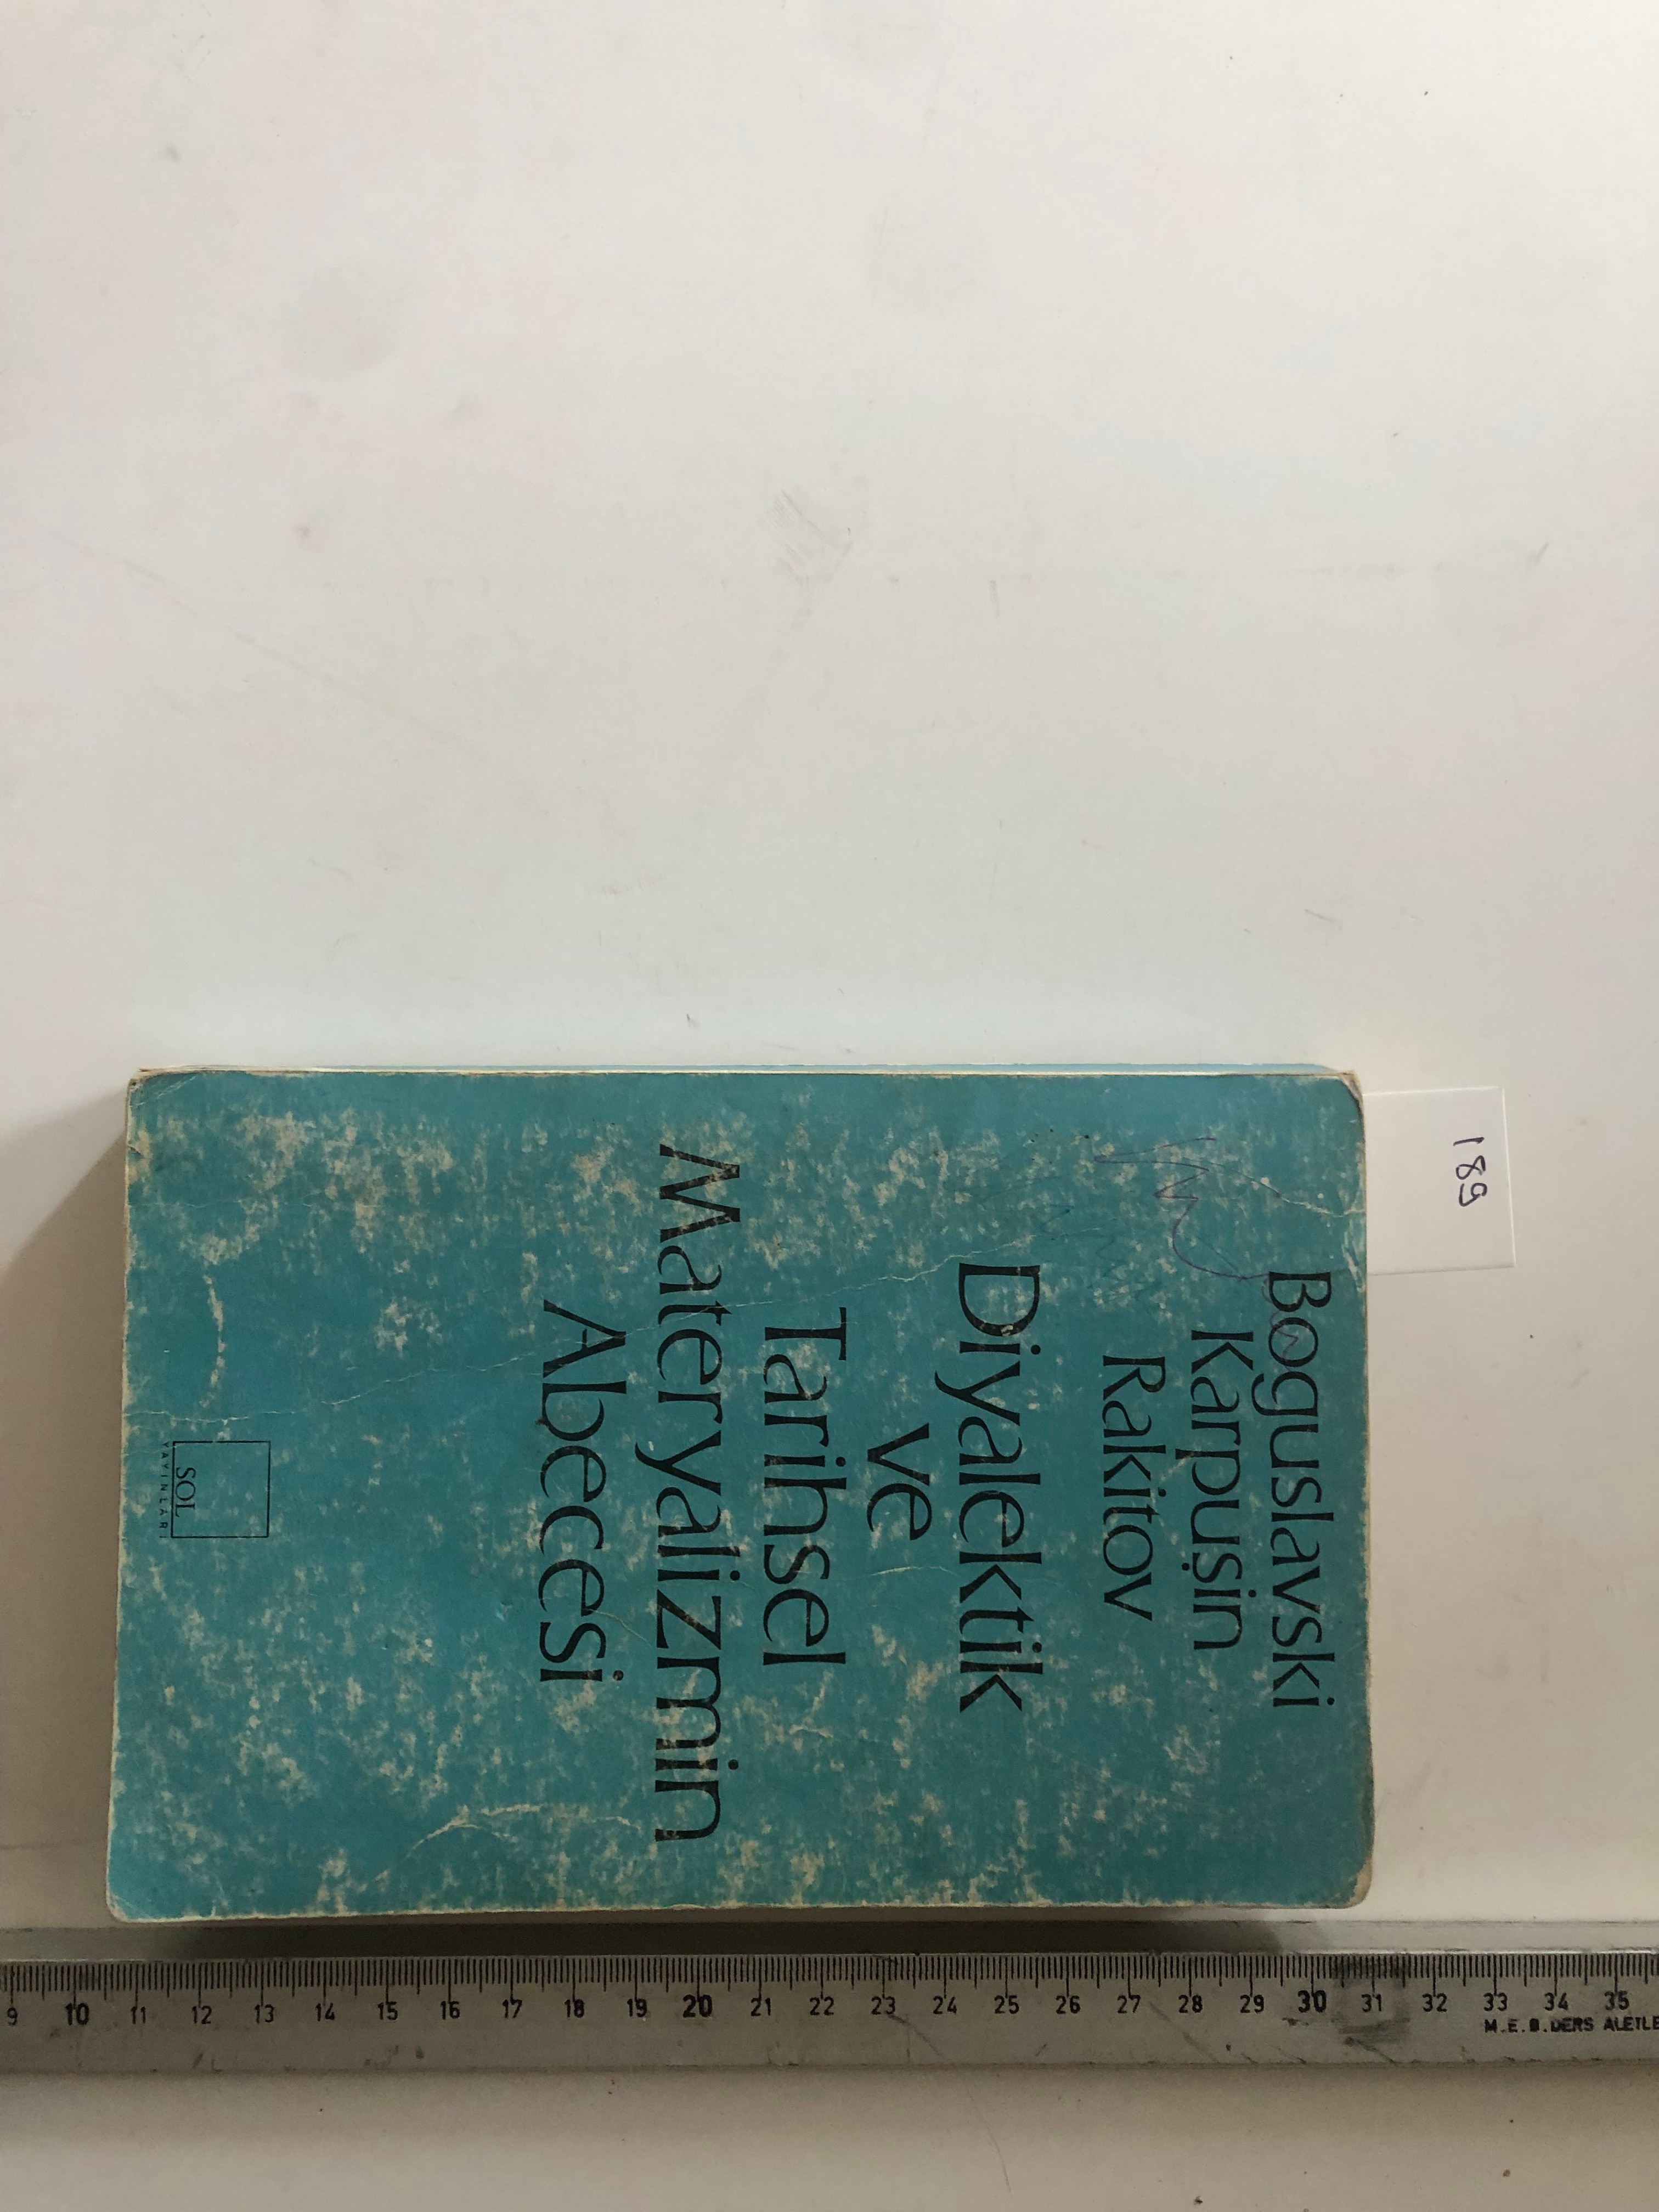 189
Boguslavski
Karpuşin
Rakitov
Diyalektik
ve
Tarihsel
Materyalizmin
Abecesi
SOL
YAYINLARI
9 10 11 12 13 14 15 16 17 18 19 20 21 22 23 24 25 26 27 28 29 30 31 32 33 34 35
M.E.B. DERS ALETLE